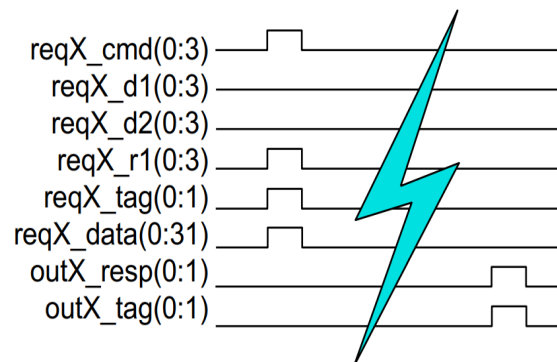 reqX_cmd(0:3)
reqX_d1(0:3)
reqX_d2(0:3)
reqX_r1(0:3)
reqX_tag(0:1)
reqX_data(0:31)
outX_resp(0:1)
outX_tag(0:1)